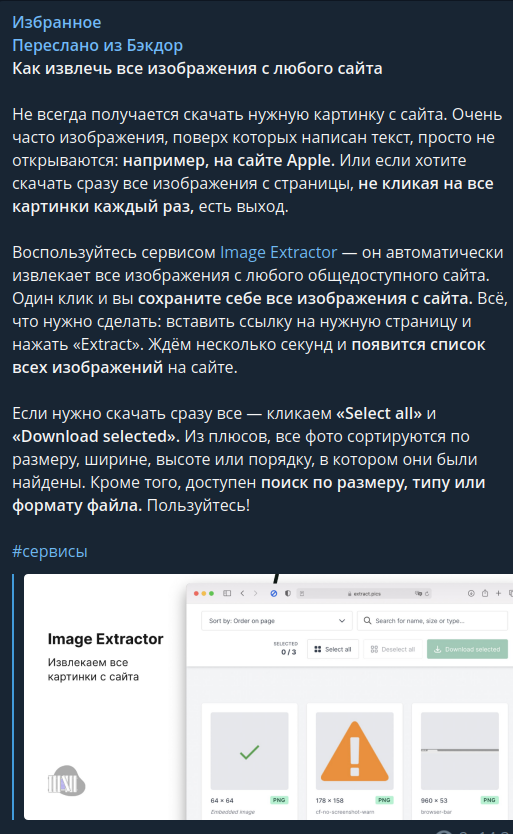 Избранное
Переслано из Бэкдор
Как извлечь все изображения с любого сайта
Не всегда получается скачать нужную картинку с сайта. Очень
часто изображения, поверх которых написан текст, просто не
открываются: например, на сайте Apple. Или если хотите
скачать сразу все изображения с страницы, не кликая на все
картинки каждый раз, есть выход.
Воспользуйтесь сервисом Image Extractor — он автоматически
извлекает все изображения с любого общедоступного сайта.
Один клик и вы сохраните себе все изображения с сайта. Всё,
что нужно сделать: вставить ссылку на нужную страницу и
нажать «Extract». Ждём несколько секунд и появится список
всех изображений на сайте.
Если нужно скачать сразу все — кликаем «Select all» и
«Download selected». Из плюсов, все фото сортируются по
размеру, ширине, высоте или порядку, в котором они были
найдены. Кроме того, доступен поиск по размеру, типу или
формату файла. Пользуйтесь!
#сервисы
extract.pics
Sort by: Order on page
Search for name, size or type...
Image Extractor
Извлекаем все
картинки с сайта
SELECTED
0 / 3
Select all
Deselect all
Download selected
64 × 64 PNG
Embedded image
178 × 158 PNG
cf-no-screenshot-warn
960 × 53 PNG
browser-bar